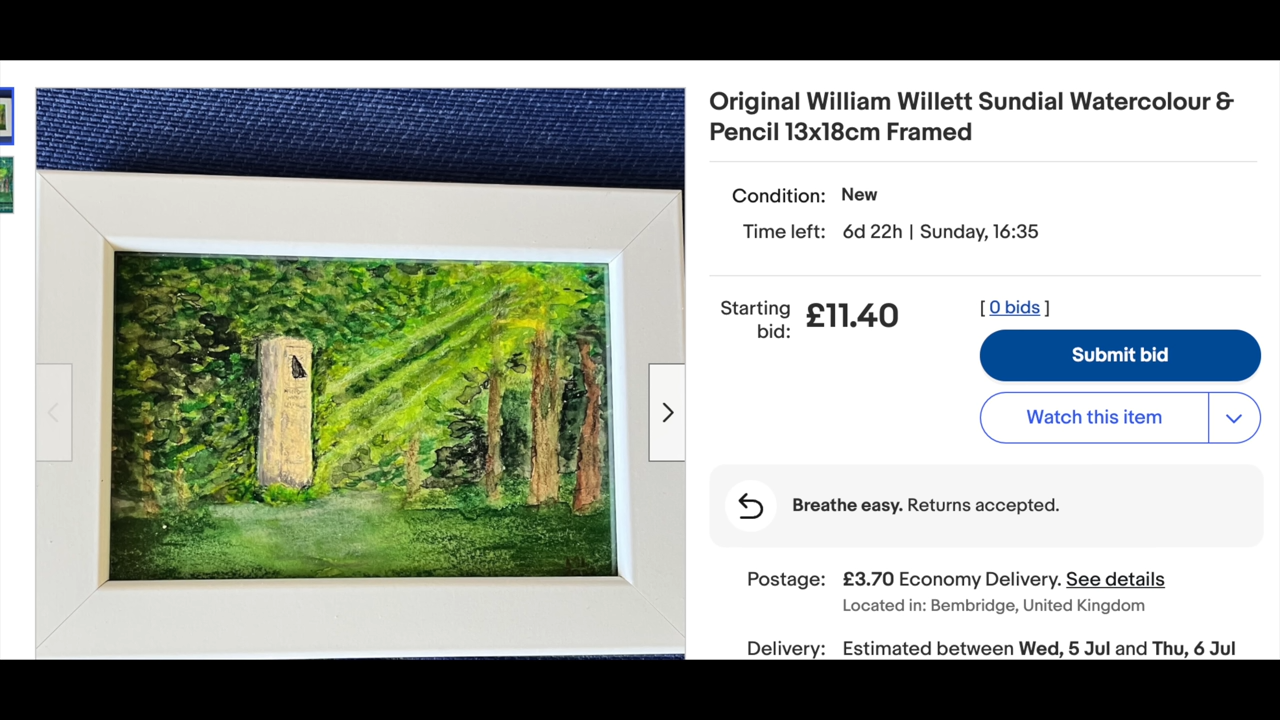 Original William Willett Sundial Watercolour &
Pencil 13x18cm Framed
Condition: New
Time left: 6d 22h | Sunday, 16:35
Starting
bid:
£11.40
[ 0 bids ]
Submit bid
Watch this item
Breathe easy. Returns accepted.
Postage: £3.70 Economy Delivery. See details
Located in: Bembridge, United Kingdom
Delivery: Estimated between Wed, 5 Jul and Thu, 6 Jul